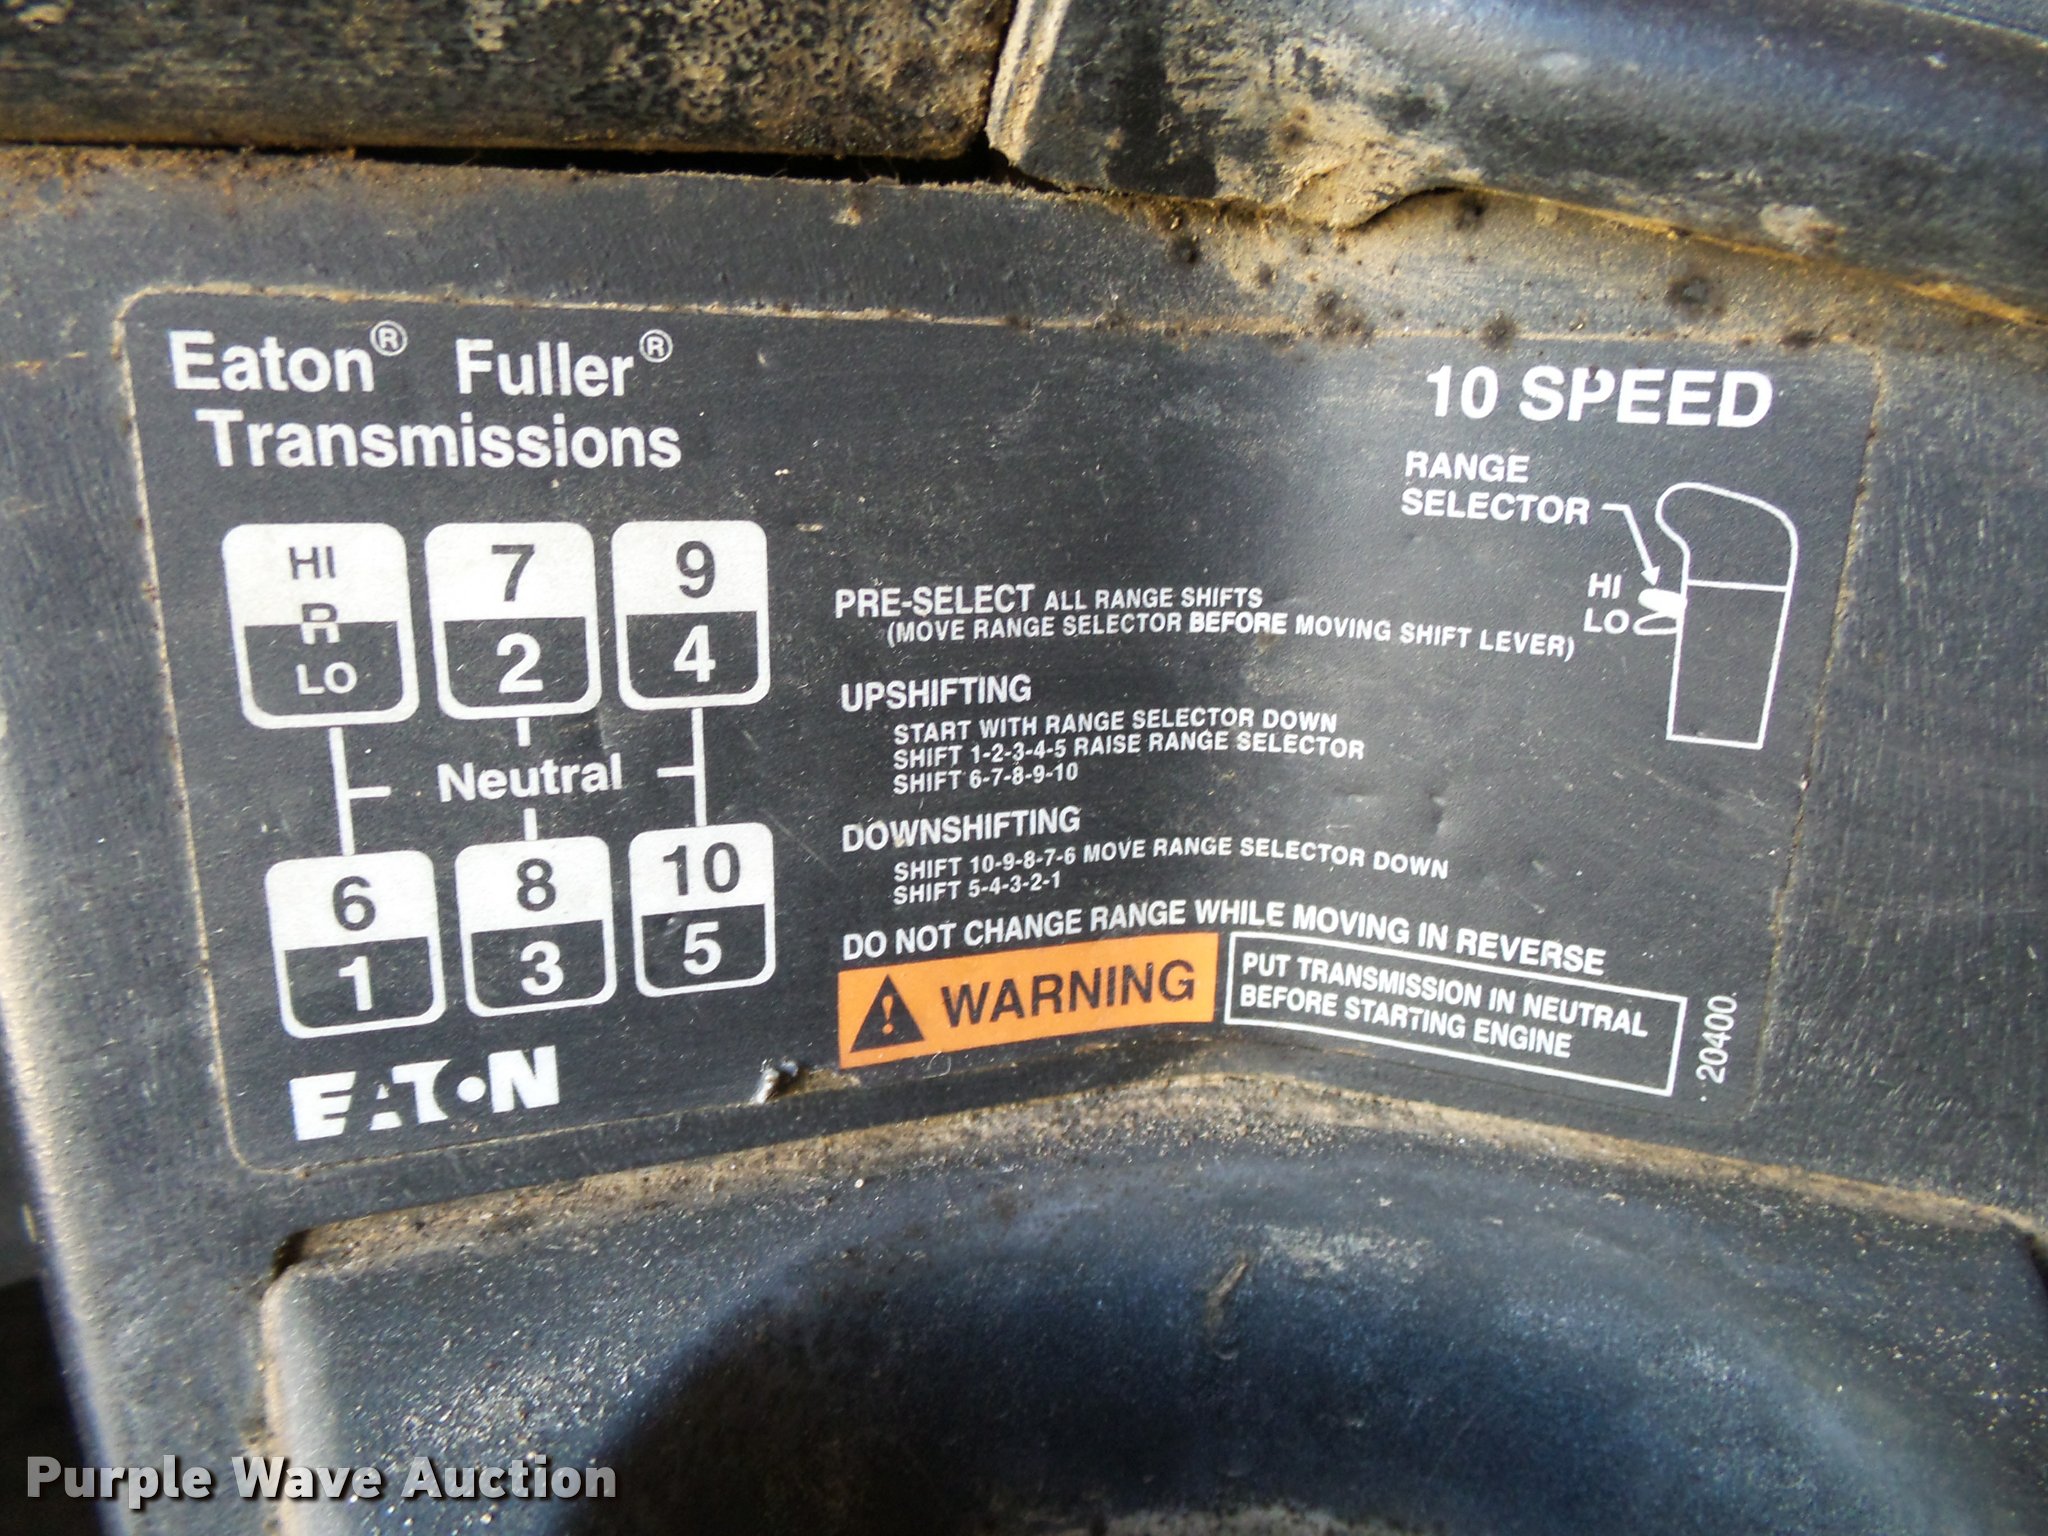 Eaton® Fuller®
Transmissions
10 SPEED
RANGE
SELECTOR
HI
LO
HI
R
LO
7
2
9
4
Neutral
6
1
8
3
10
5
PRE-SELECT ALL RANGE SHIFTS
(MOVE RANGE SELECTOR BEFORE MOVING SHIFT LEVER)
UPSHIFTING
START WITH RANGE SELECTOR DOWN
SHIFT 1-2-3-4-5 RAISE RANGE SELECTOR
SHIFT 6-7-8-9-10
DOWNSHIFTING
SHIFT 10-9-8-7-6 MOVE RANGE SELECTOR DOWN
SHIFT 5-4-3-2-1
DO NOT CHANGE RANGE WHILE MOVING IN REVERSE
! WARNING
PUT TRANSMISSION IN NEUTRAL
BEFORE STARTING ENGINE
20400
EATON
Purple Wave Auction